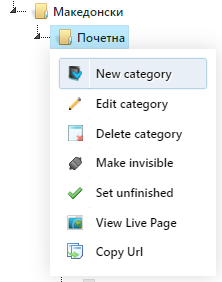 Македонски
Почетна
New category
Edit category
Delete category
Make invisible
Set unfinished
View Live Page
Copy Url